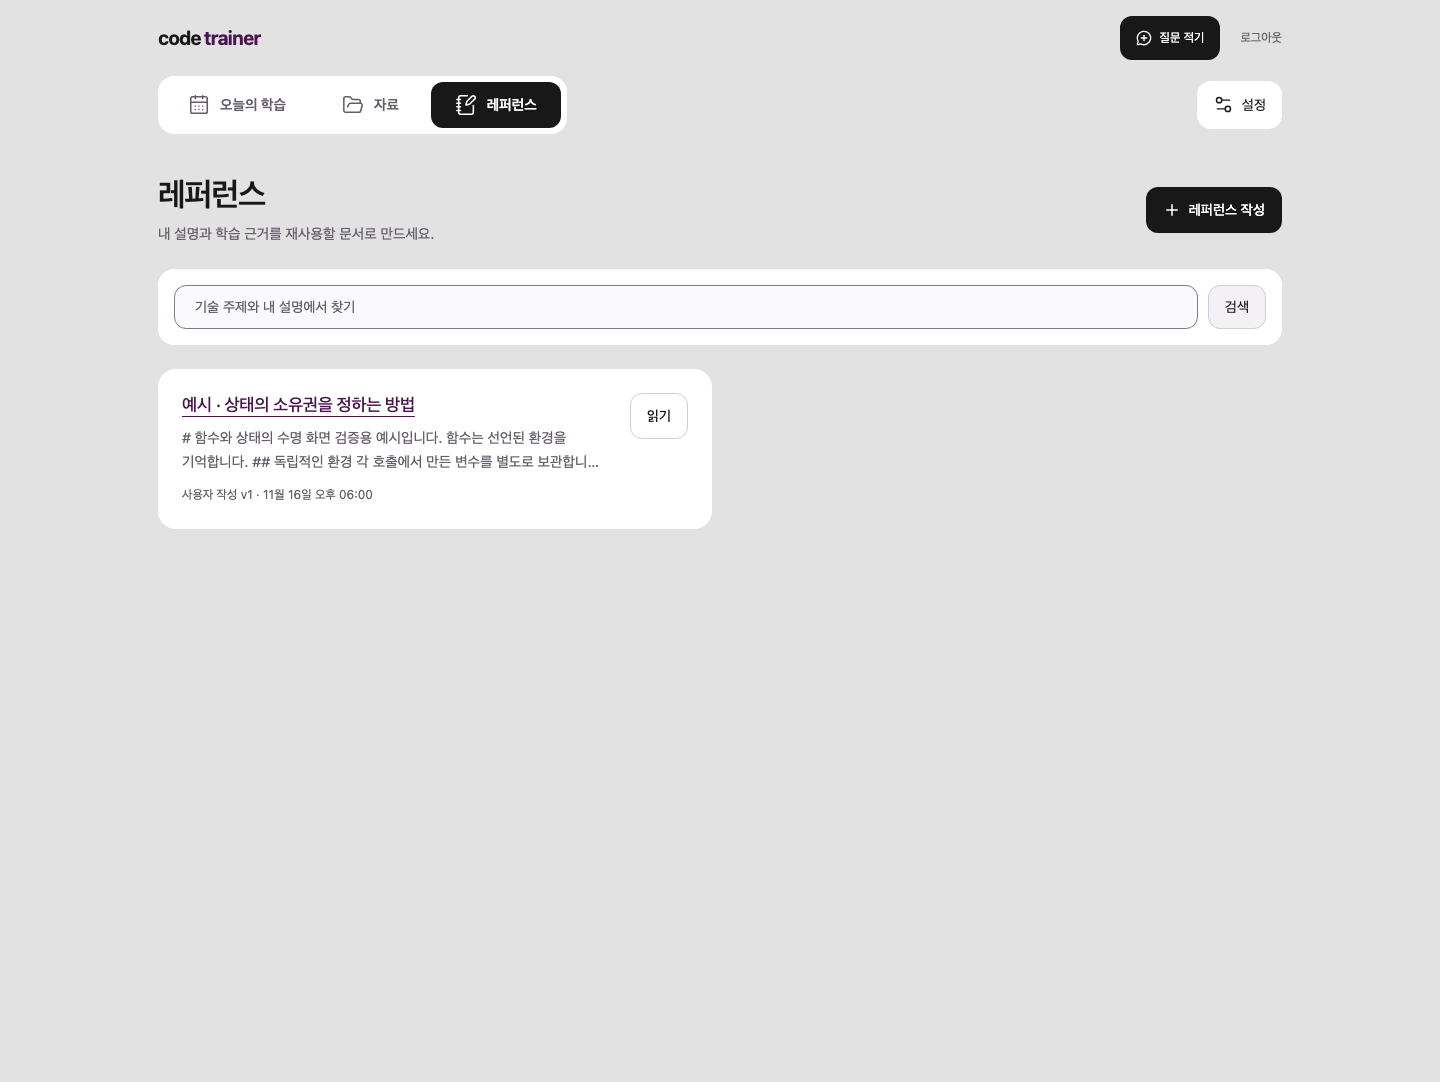 code trainer
질문 적기
로그아웃
오늘의 학습
자료
레퍼런스
설정
레퍼런스
내 설명과 학습 근거를 재사용할 문서로 만드세요.
레퍼런스 작성
기술 주제와 내 설명에서 찾기
검색
예시 · 상태의 소유권을 정하는 방법
읽기
# 함수와 상태의 수명 화면 검증용 예시입니다. 함수는 선언된 환경을
기억합니다. ## 독립적인 환경 각 호출에서 만든 변수를 별도로 보관합니...
사용자 작성 v1 · 11월 16일 오후 06:00